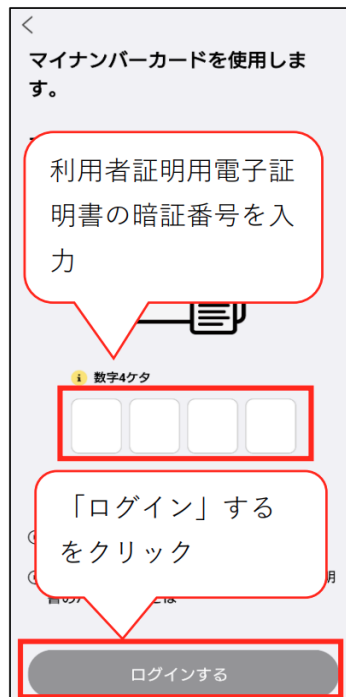 マイナンバーカードを使用しま
す。
利用者証明用電子証
明書の暗証番号を入
力
i 数字4ケタ
「ログイン」する
をクリック
明
ログインする